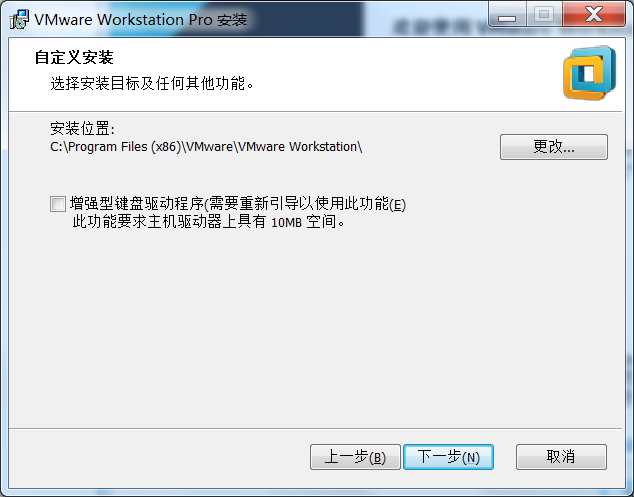 VMware Workstation Pro 安装
自定义安装
选择安装目标及任何其他功能。
安装位置:
C:\Program Files (x86)\VMware\VMware Workstation\
更改...
增强型键盘驱动程序(需要重新引导以使用此功能(E)
此功能要求主机驱动器上具有 10MB 空间。
上一步(B)
下一步(N)
取消